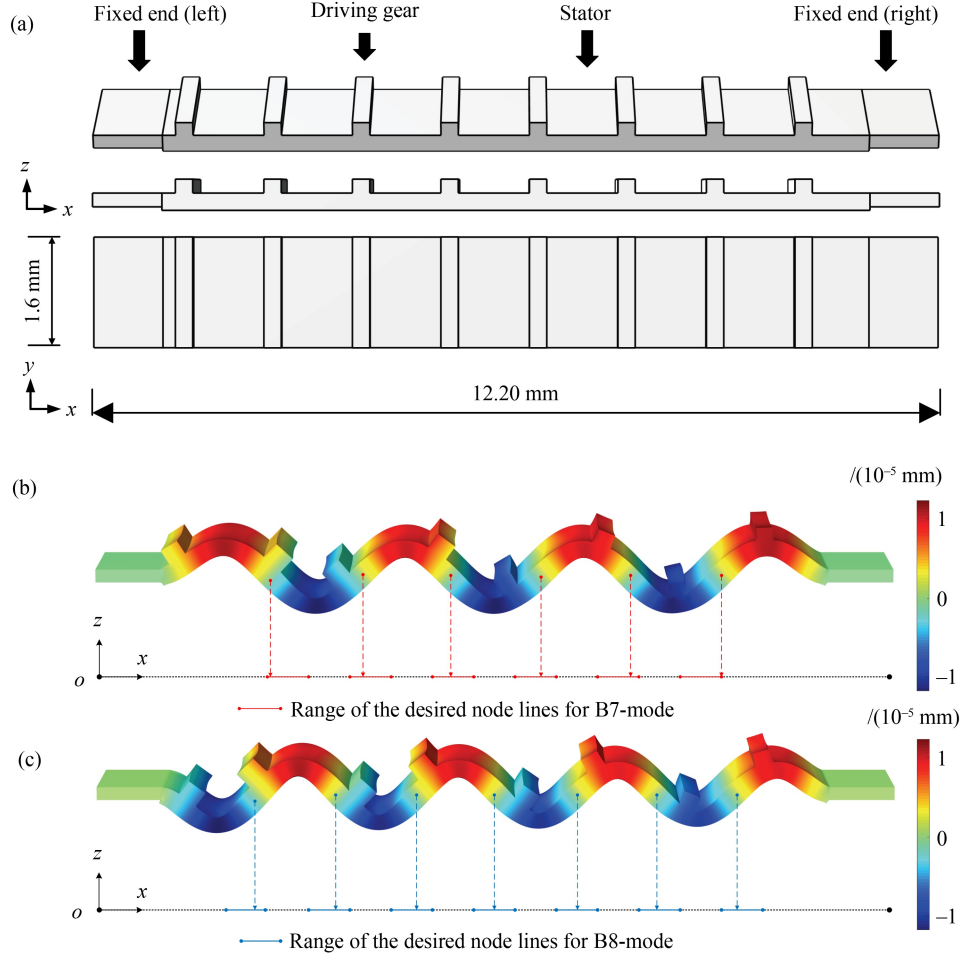 (a)
Fixed end (left)
Driving gear
Stator
Fixed end (right)
z
x
1.6 mm
y
x
12.20 mm
(b)
/(10⁻⁵ mm)
1
0
–1
z
x
o
Range of the desired node lines for B7-mode
(c)
/(10⁻⁵ mm)
1
0
–1
z
x
o
Range of the desired node lines for B8-mode